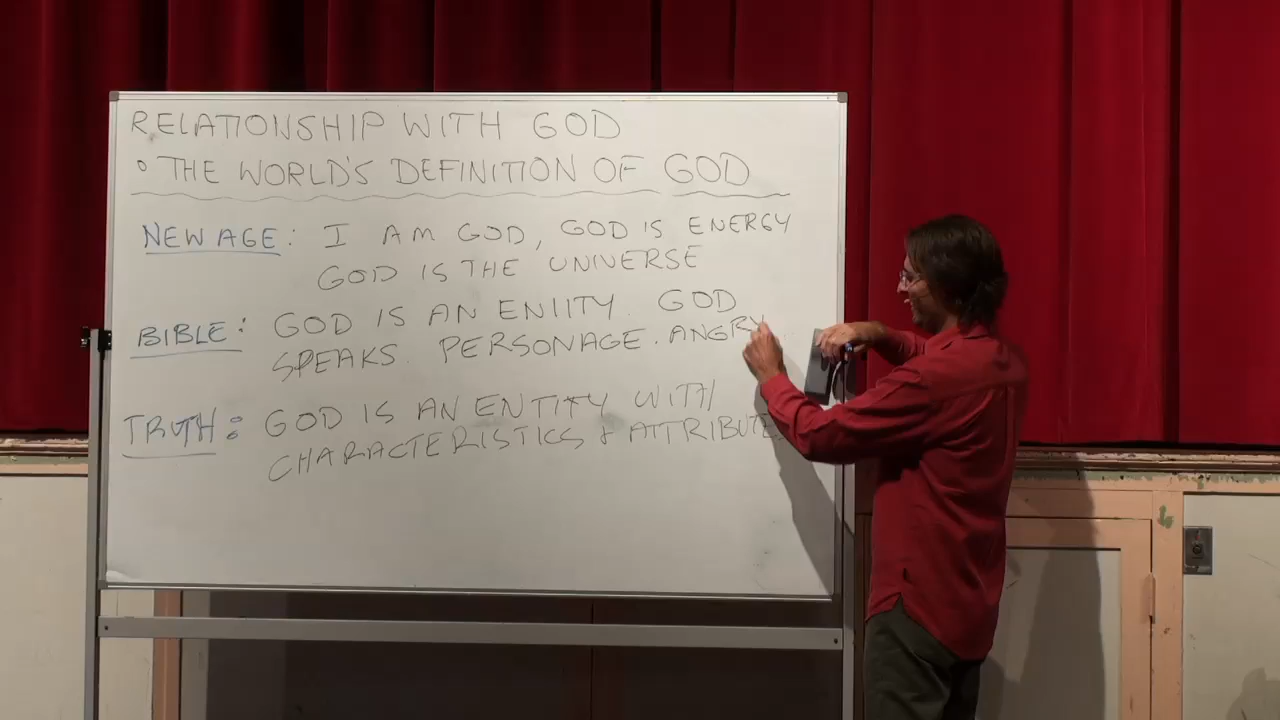 RELATIONSHIP WITH GOD
• THE WORLD'S DEFINITION OF GOD
NEW AGE: I AM GOD, GOD IS ENERGY
GOD IS THE UNIVERSE
BIBLE: GOD IS AN ENIITY. GOD
SPEAKS. PERSONAGE. ANGRY
TRUTH: GOD IS AN ENTITY WITH
CHARACTERISTICS & ATTRIBUTES